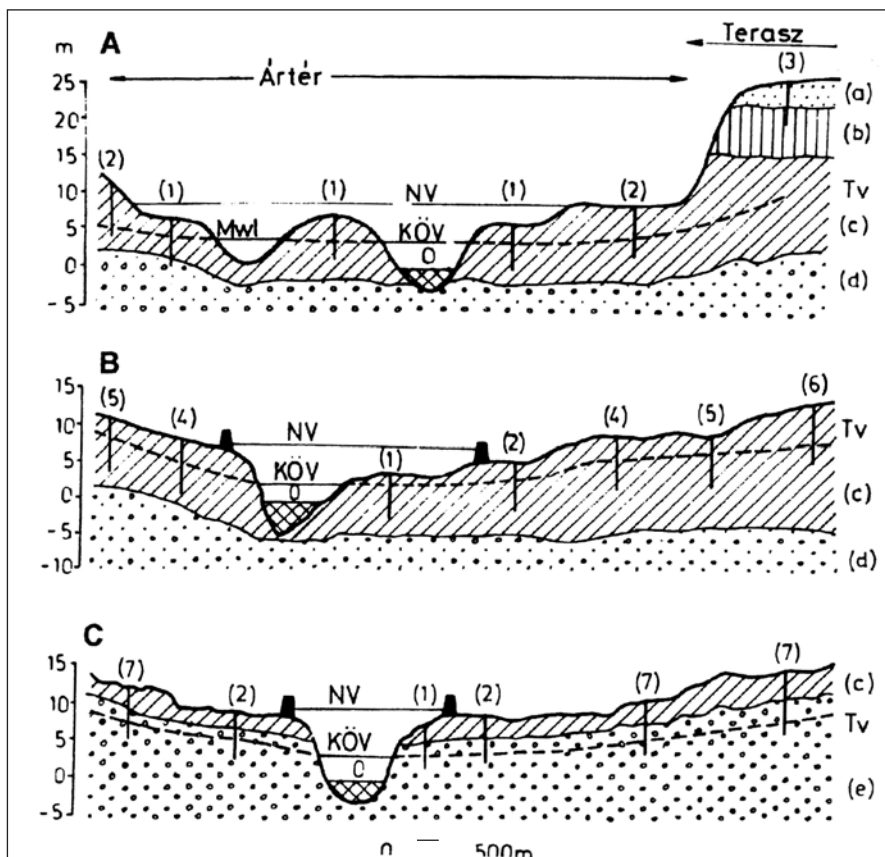 A
m
Terasz
Ártér
(3)
25
20
15
10
5
0
-5
(a)
(b)
Tv
(c)
(d)
(2)
(1)
(1)
NV
(1)
(2)
Mwl
KÖV
0
B
15
10
5
0
-5
-10
(5)
(4)
NV
KÖV
0
(1)
(2)
(4)
(5)
(6)
Tv
(c)
(d)
C
15
10
5
0
-5
(7)
(2)
NV
KÖV
0
(1)
(2)
(7)
(7)
(c)
Tv
(e)
0 500m